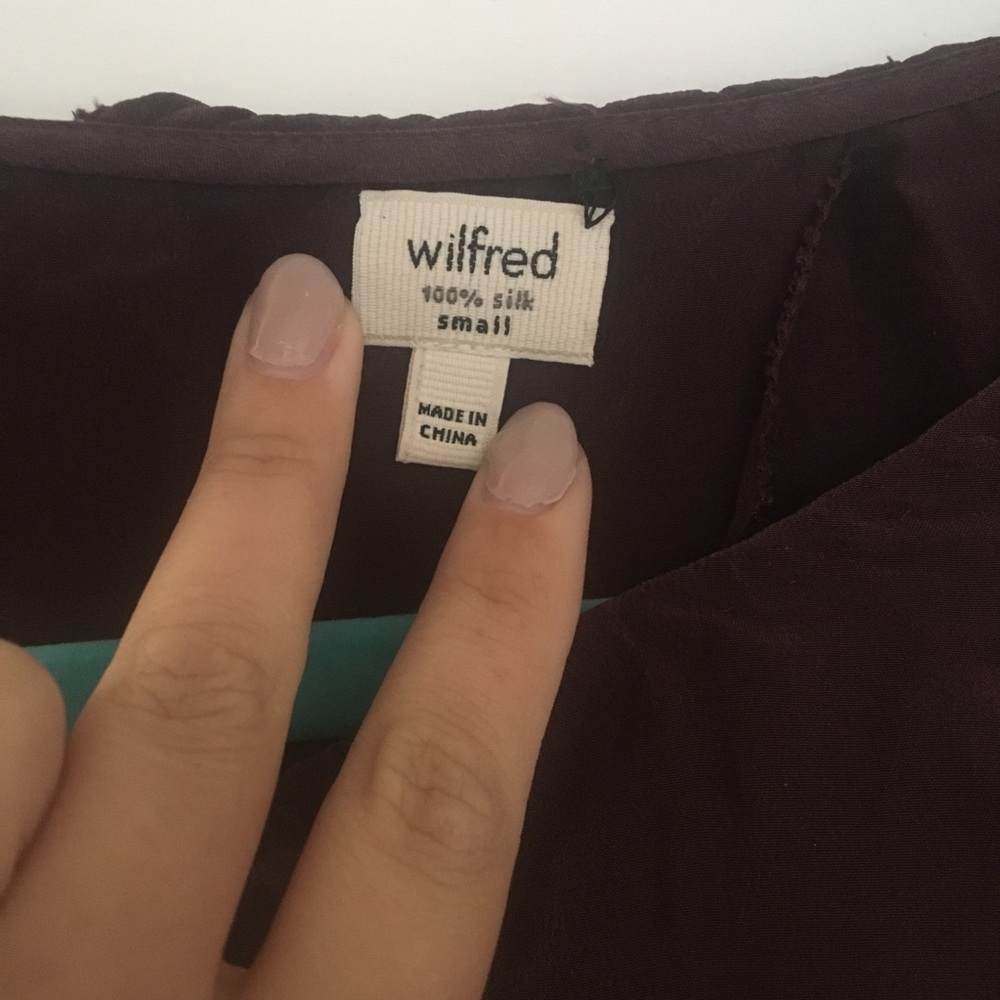 wilfred
100% silk
small
MADE IN
CHINA